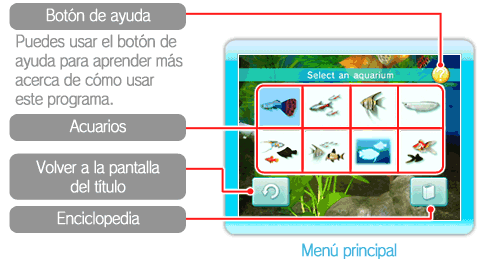 Botón de ayuda
Puedes usar el botón de
ayuda para aprender más
acerca de cómo usar
este programa.
Acuarios
Volver a la pantalla
del título
Enciclopedia
Select an aquarium
?
Menú principal